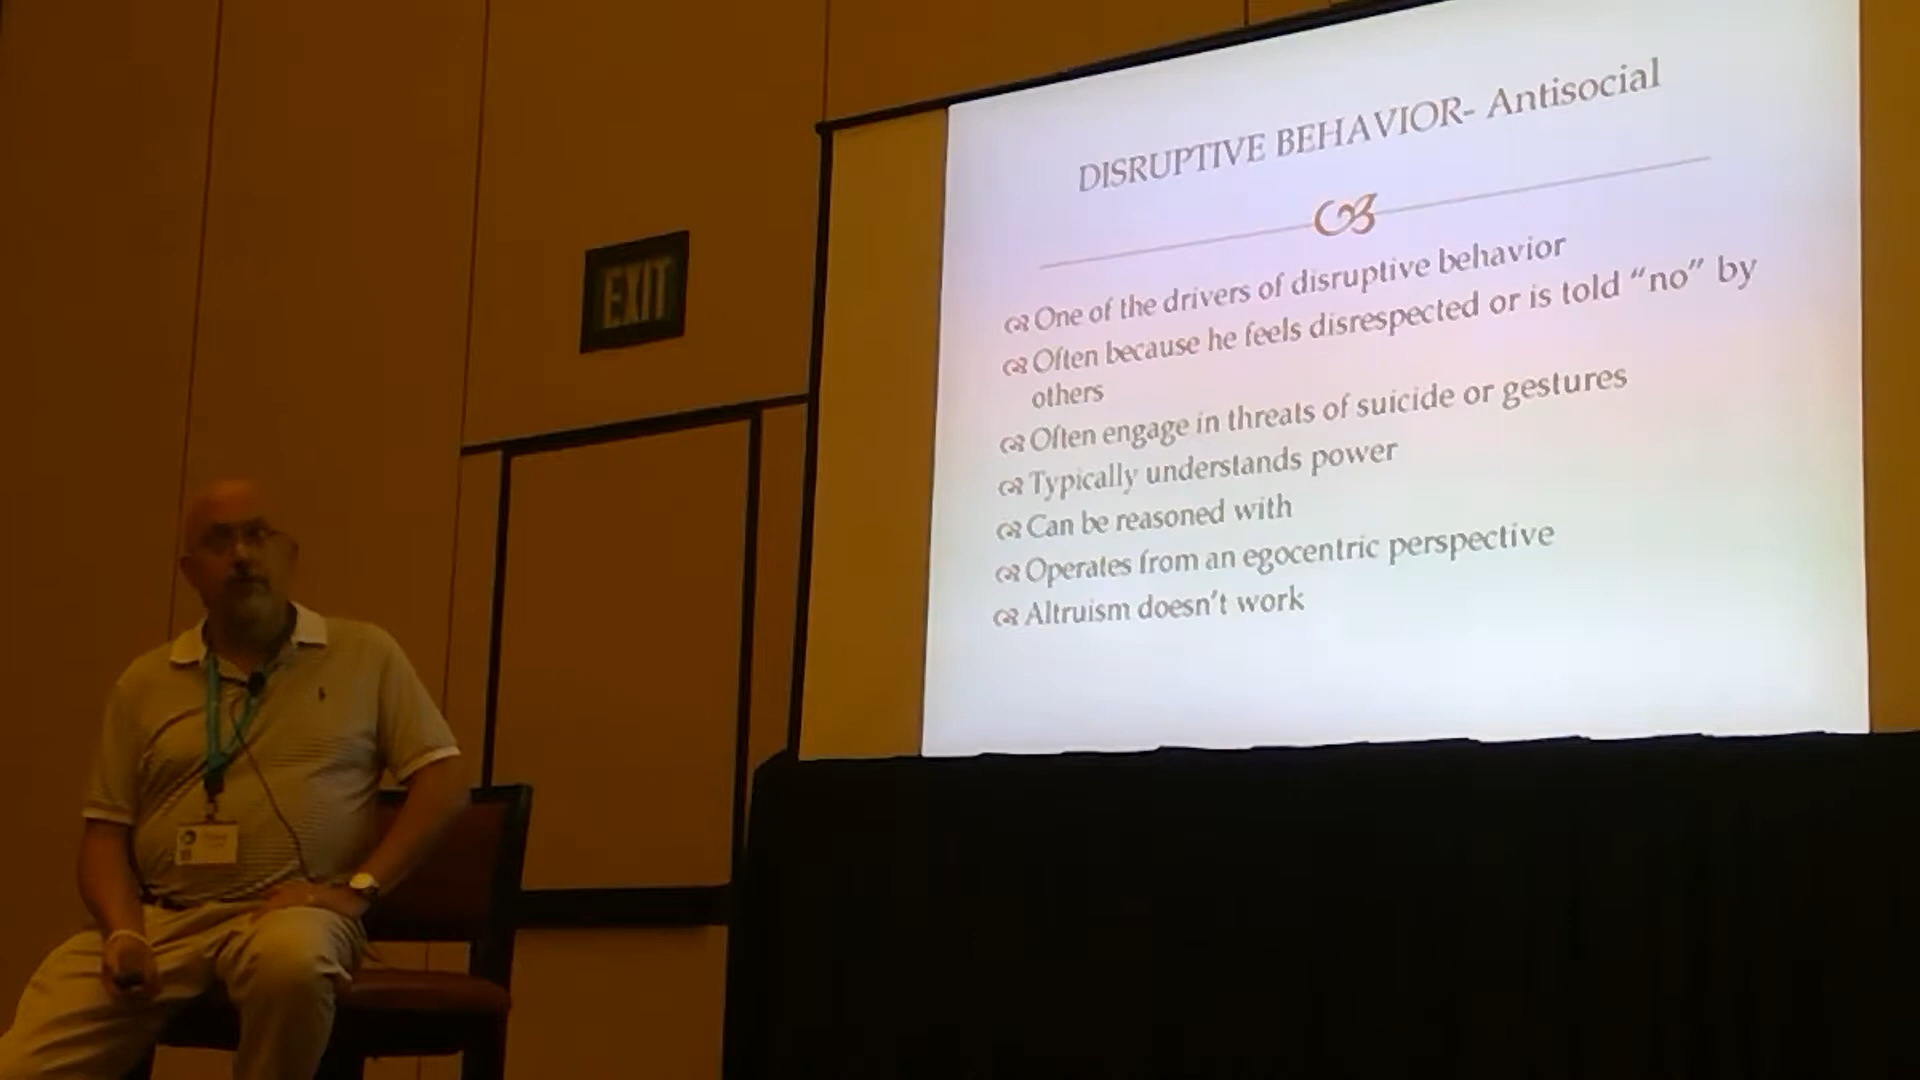 DISRUPTIVE BEHAVIOR- Antisocial
EXIT
One of the drivers of disruptive behavior
Often because he feels disrespected or is told “no” by
others
Often engage in threats of suicide or gestures
Typically understands power
Can be reasoned with
Operates from an egocentric perspective
Altruism doesn’t work